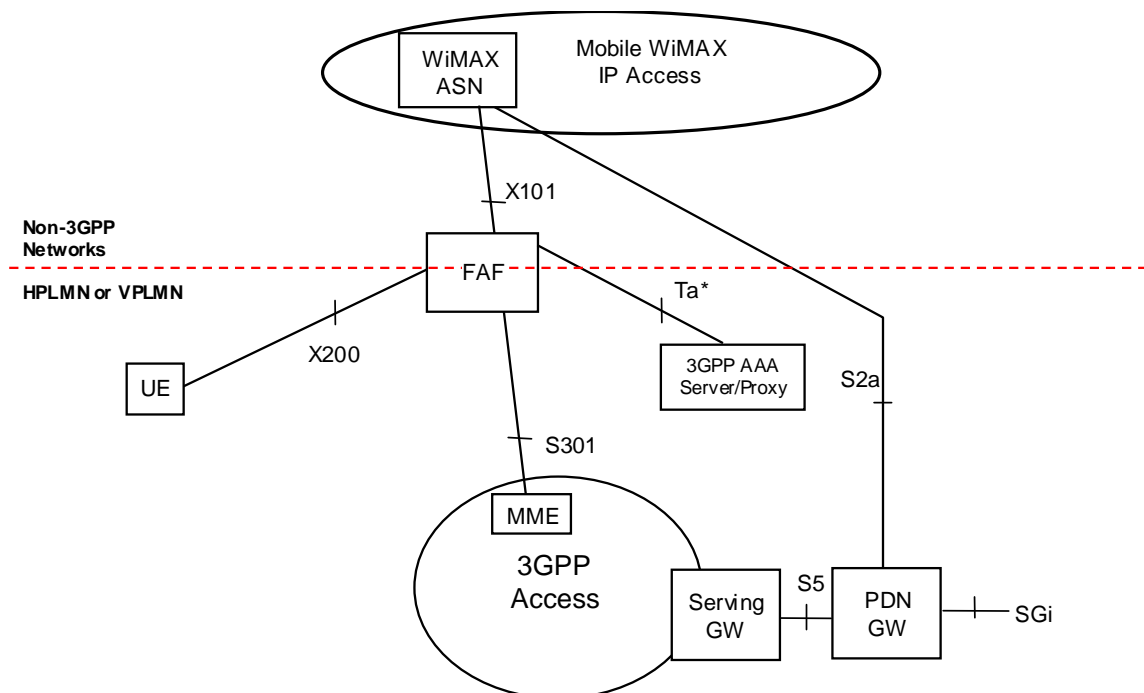 WiMAX
ASN
Mobile WiMAX
IP Access
X101
Non-3GPP
Networks
FAF
HPLMN or VPLMN
Ta*
X200
3GPP AAA
Server/Proxy
UE
S2a
S301
MME
3GPP
Access
Serving
GW
S5
PDN
GW
SGi